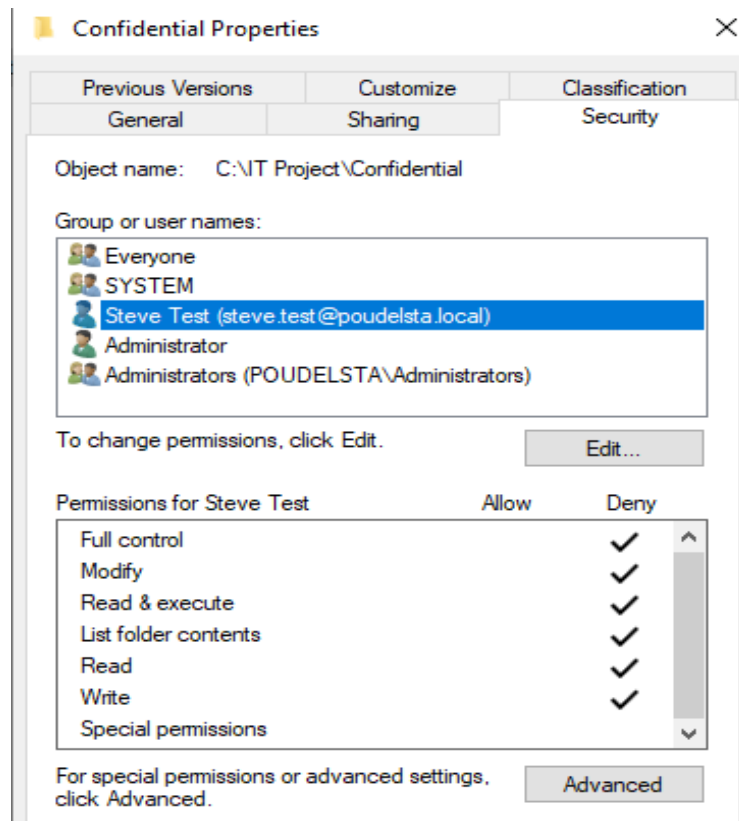 Confidential Properties
Previous Versions Customize Classification
General Sharing Security
Object name: C:\IT Project\Confidential
Group or user names:
Everyone
SYSTEM
Steve Test (steve.test@poudelsta.local)
Administrator
Administrators (POUDELSTA\Administrators)
To change permissions, click Edit.
Edit...
Permissions for Steve Test Allow Deny
Full control
Modify
Read & execute
List folder contents
Read
Write
Special permissions
For special permissions or advanced settings,
click Advanced.
Advanced